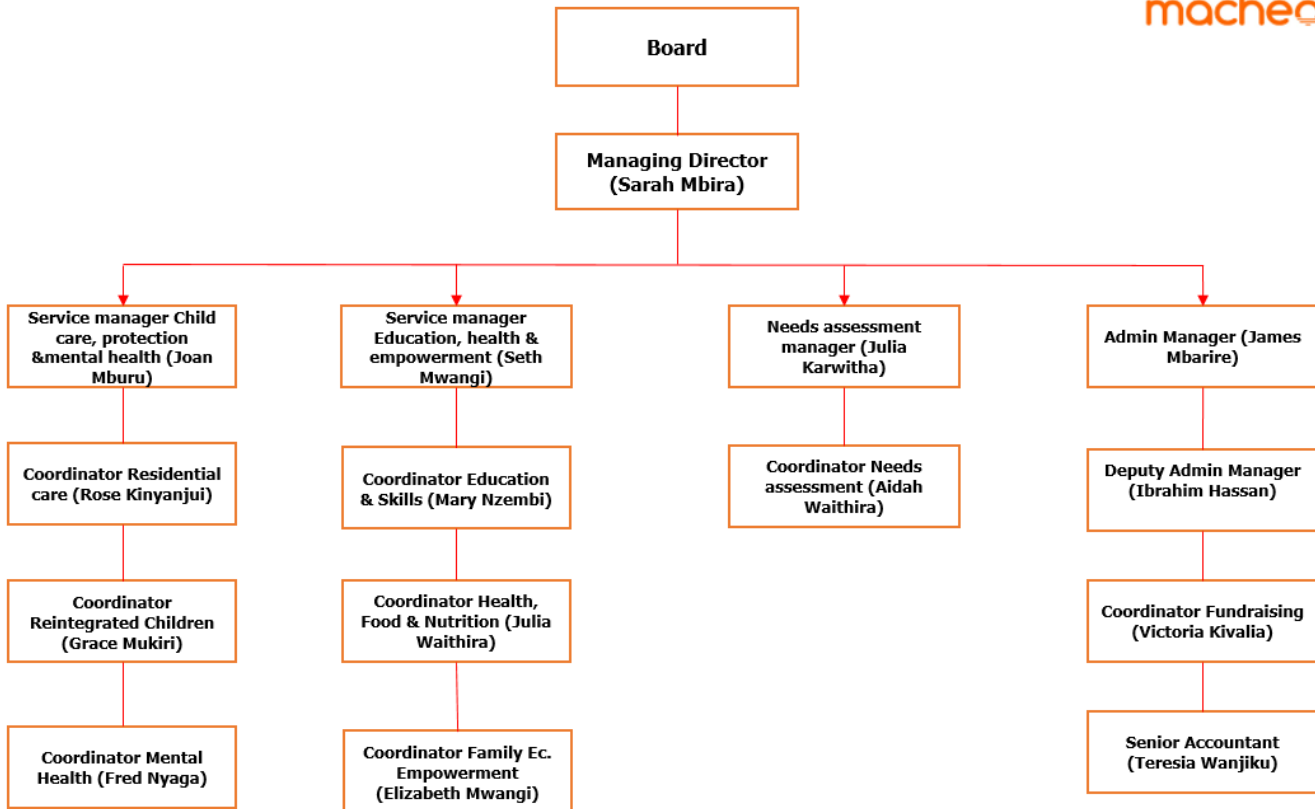 macheo
Board
Managing Director
(Sarah Mbira)
Service manager Child
care, protection
&mental health (Joan
Mburu)
Service manager
Education, health &
empowerment (Seth
Mwangi)
Needs assessment
manager (Julia
Karwitha)
Admin Manager (James
Mbarire)
Coordinator Residential
care (Rose Kinyanjui)
Coordinator Education
& Skills (Mary Nzembi)
Coordinator Needs
assessment (Aidah
Waithira)
Deputy Admin Manager
(Ibrahim Hassan)
Coordinator
Reintegrated Children
(Grace Mukiri)
Coordinator Health,
Food & Nutrition (Julia
Waithira)
Coordinator Fundraising
(Victoria Kivalia)
Coordinator Mental
Health (Fred Nyaga)
Coordinator Family Ec.
Empowerment
(Elizabeth Mwangi)
Senior Accountant
(Teresia Wanjiku)